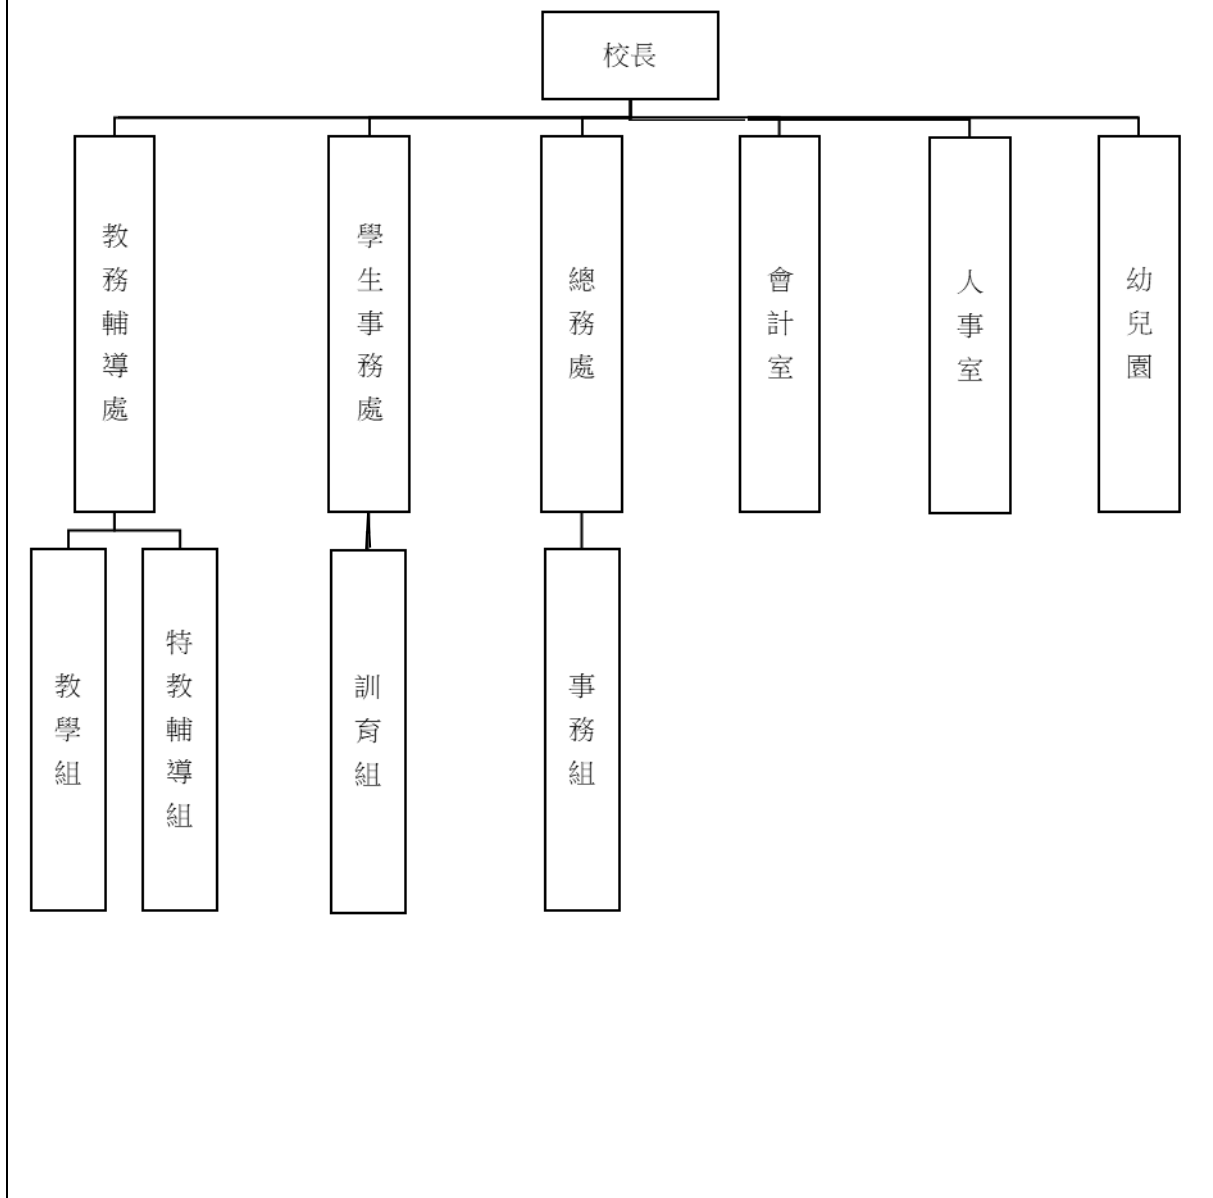 校長
教務輔導處
學生事務處
總務處
會計室
人事室
幼兒園
教學組
特教輔導組
訓育組
事務組